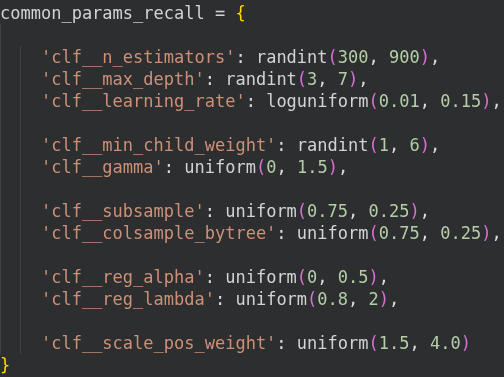 common_params_recall = {
'clf__n_estimators': randint(300, 900),
'clf__max_depth': randint(3, 7),
'clf__learning_rate': loguniform(0.01, 0.15),
'clf__min_child_weight': randint(1, 6),
'clf__gamma': uniform(0, 1.5),
'clf__subsample': uniform(0.75, 0.25),
'clf__colsample_bytree': uniform(0.75, 0.25),
'clf__reg_alpha': uniform(0, 0.5),
'clf__reg_lambda': uniform(0.8, 2),
'clf__scale_pos_weight': uniform(1.5, 4.0)
}